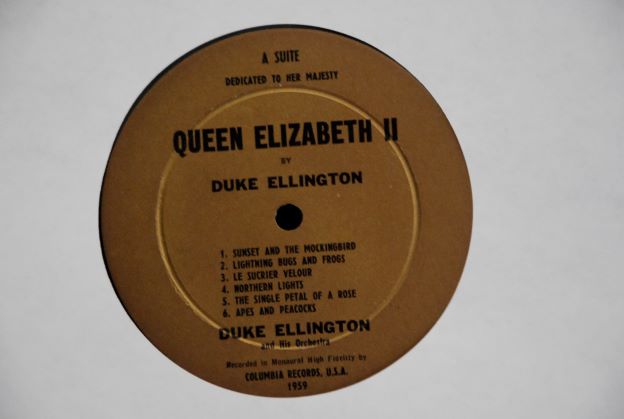 A SUITE
DEDICATED TO HER MAJESTY
QUEEN ELIZABETH II
BY
DUKE ELLINGTON
1. SUNSET AND THE MOCKINGBIRD
2. LIGHTNING BUGS AND FROGS
3. LE SUCRIER VELOUR
4. NORTHERN LIGHTS
5. THE SINGLE PETAL OF A ROSE
6. APES AND PEACOCKS
DUKE ELLINGTON
and His Orchestra
Recorded in Monaural High Fidelity by
COLUMBIA RECORDS, U.S.A.
1959